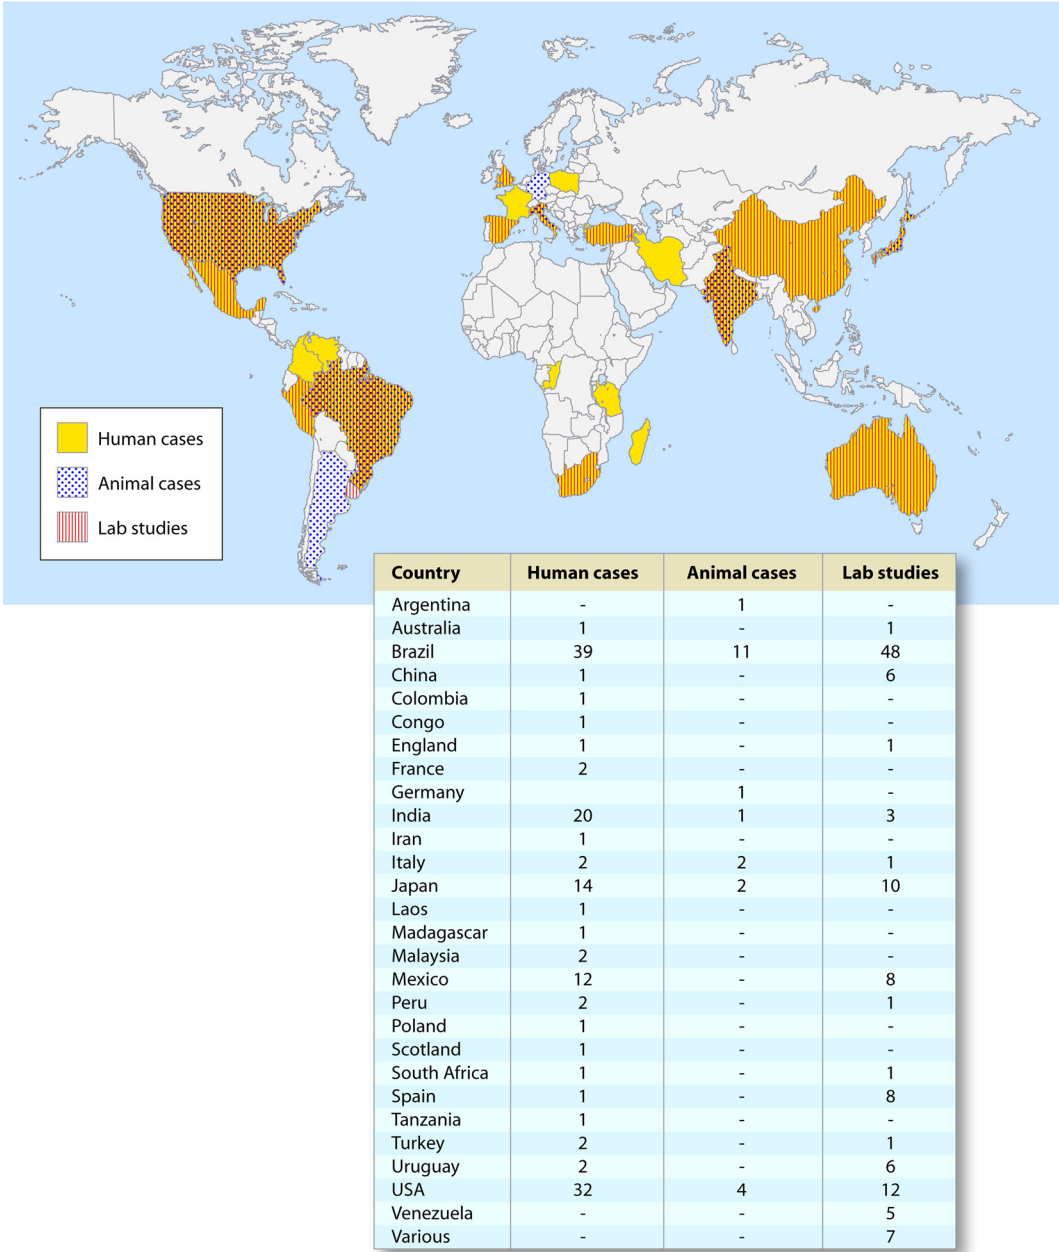 Human cases
Animal cases
Lab studies
Country Human cases Animal cases Lab studies
Argentina - 1 -
Australia 1 - 1
Brazil 39 11 48
China 1 - 6
Colombia 1 - -
Congo 1 - -
England 1 - 1
France 2 - -
Germany 1 -
India 20 1 3
Iran 1 - -
Italy 2 2 1
Japan 14 2 10
Laos 1 - -
Madagascar 1 - -
Malaysia 2 - -
Mexico 12 - 8
Peru 2 - 1
Poland 1 - -
Scotland 1 - -
South Africa 1 - 1
Spain 1 - 8
Tanzania 1 - -
Turkey 2 - 1
Uruguay 2 - 6
USA 32 4 12
Venezuela - - 5
Various - - 7